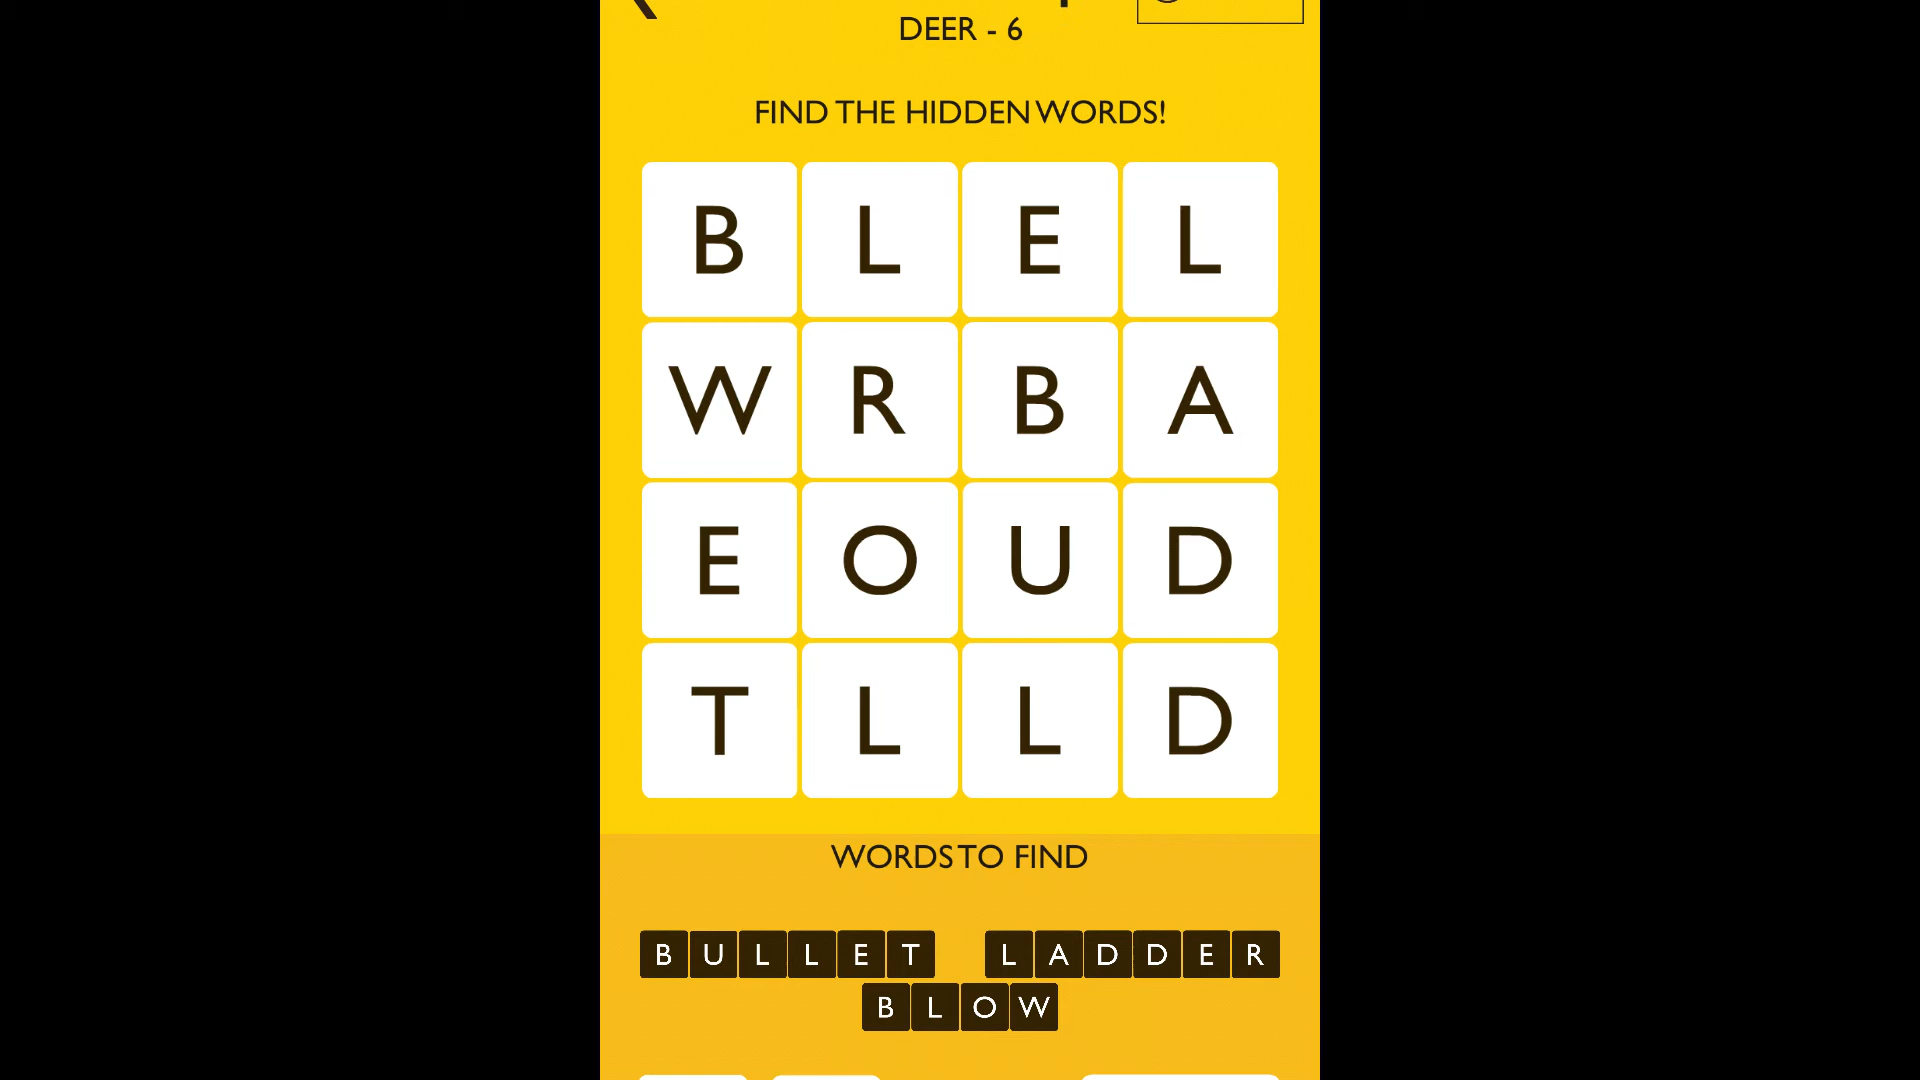 DEER - 6
FIND THE HIDDEN WORDS!
B L E L
W R B A
E O U D
T L L D
WORDS TO FIND
BULLET LADDER
BLOW